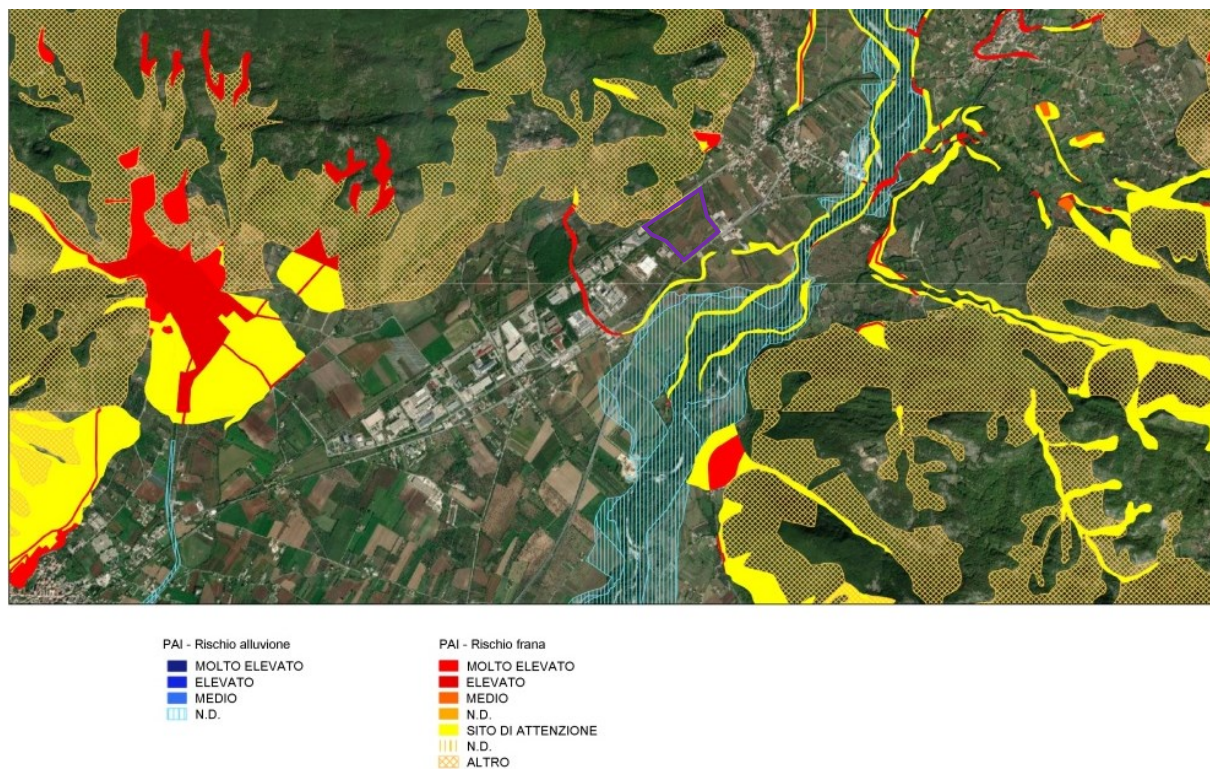 PAI - Rischio alluvione
MOLTO ELEVATO
ELEVATO
MEDIO
N.D.
PAI - Rischio frana
MOLTO ELEVATO
ELEVATO
MEDIO
N.D.
SITO DI ATTENZIONE
N.D.
ALTRO